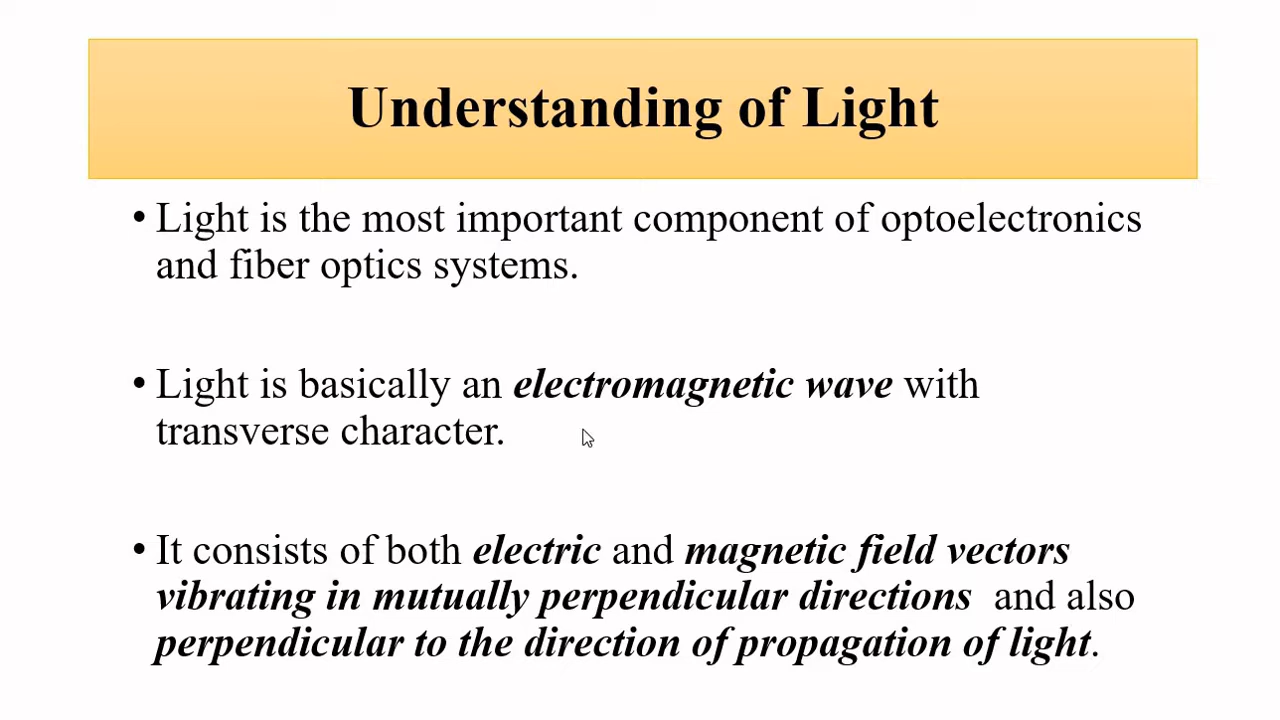 Understanding of Light
• Light is the most important component of optoelectronics
and fiber optics systems.
• Light is basically an electromagnetic wave with
transverse character.
• It consists of both electric and magnetic field vectors
vibrating in mutually perpendicular directions and also
perpendicular to the direction of propagation of light.